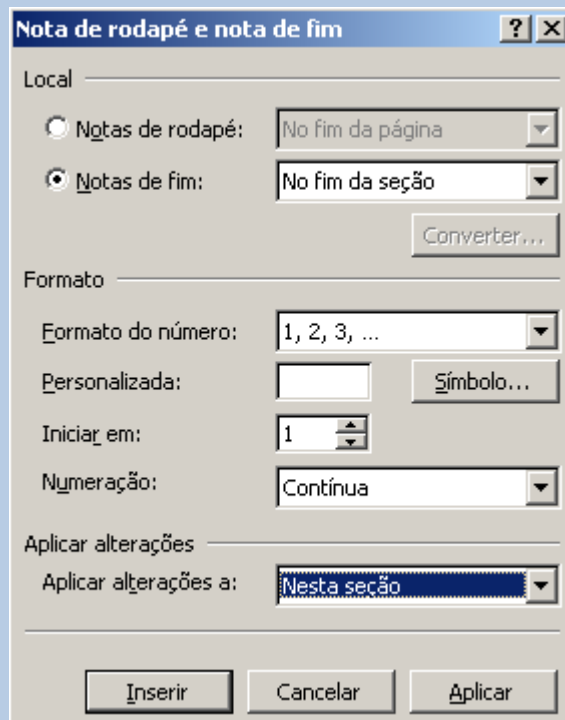 Nota de rodapé e nota de fim
Local
Notas de rodapé: No fim da página
Notas de fim: No fim da seção
Converter...
Formato
Formato do número: 1, 2, 3, ...
Personalizada: Símbolo...
Iniciar em: 1
Numeração: Contínua
Aplicar alterações
Aplicar alterações a: Nesta seção
Inserir Cancelar Aplicar